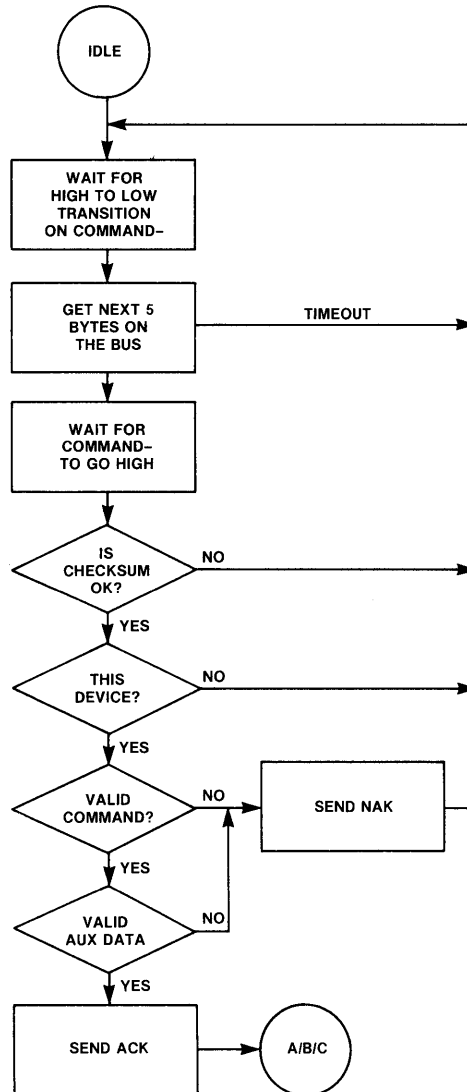 IDLE
WAIT FOR
HIGH TO LOW
TRANSITION
ON COMMAND–
GET NEXT 5
BYTES ON
THE BUS
TIMEOUT
WAIT FOR
COMMAND–
TO GO HIGH
IS
CHECKSUM
OK?
NO
YES
THIS
DEVICE?
NO
YES
VALID
COMMAND?
NO
SEND NAK
YES
VALID
AUX DATA
NO
YES
SEND ACK
A/B/C